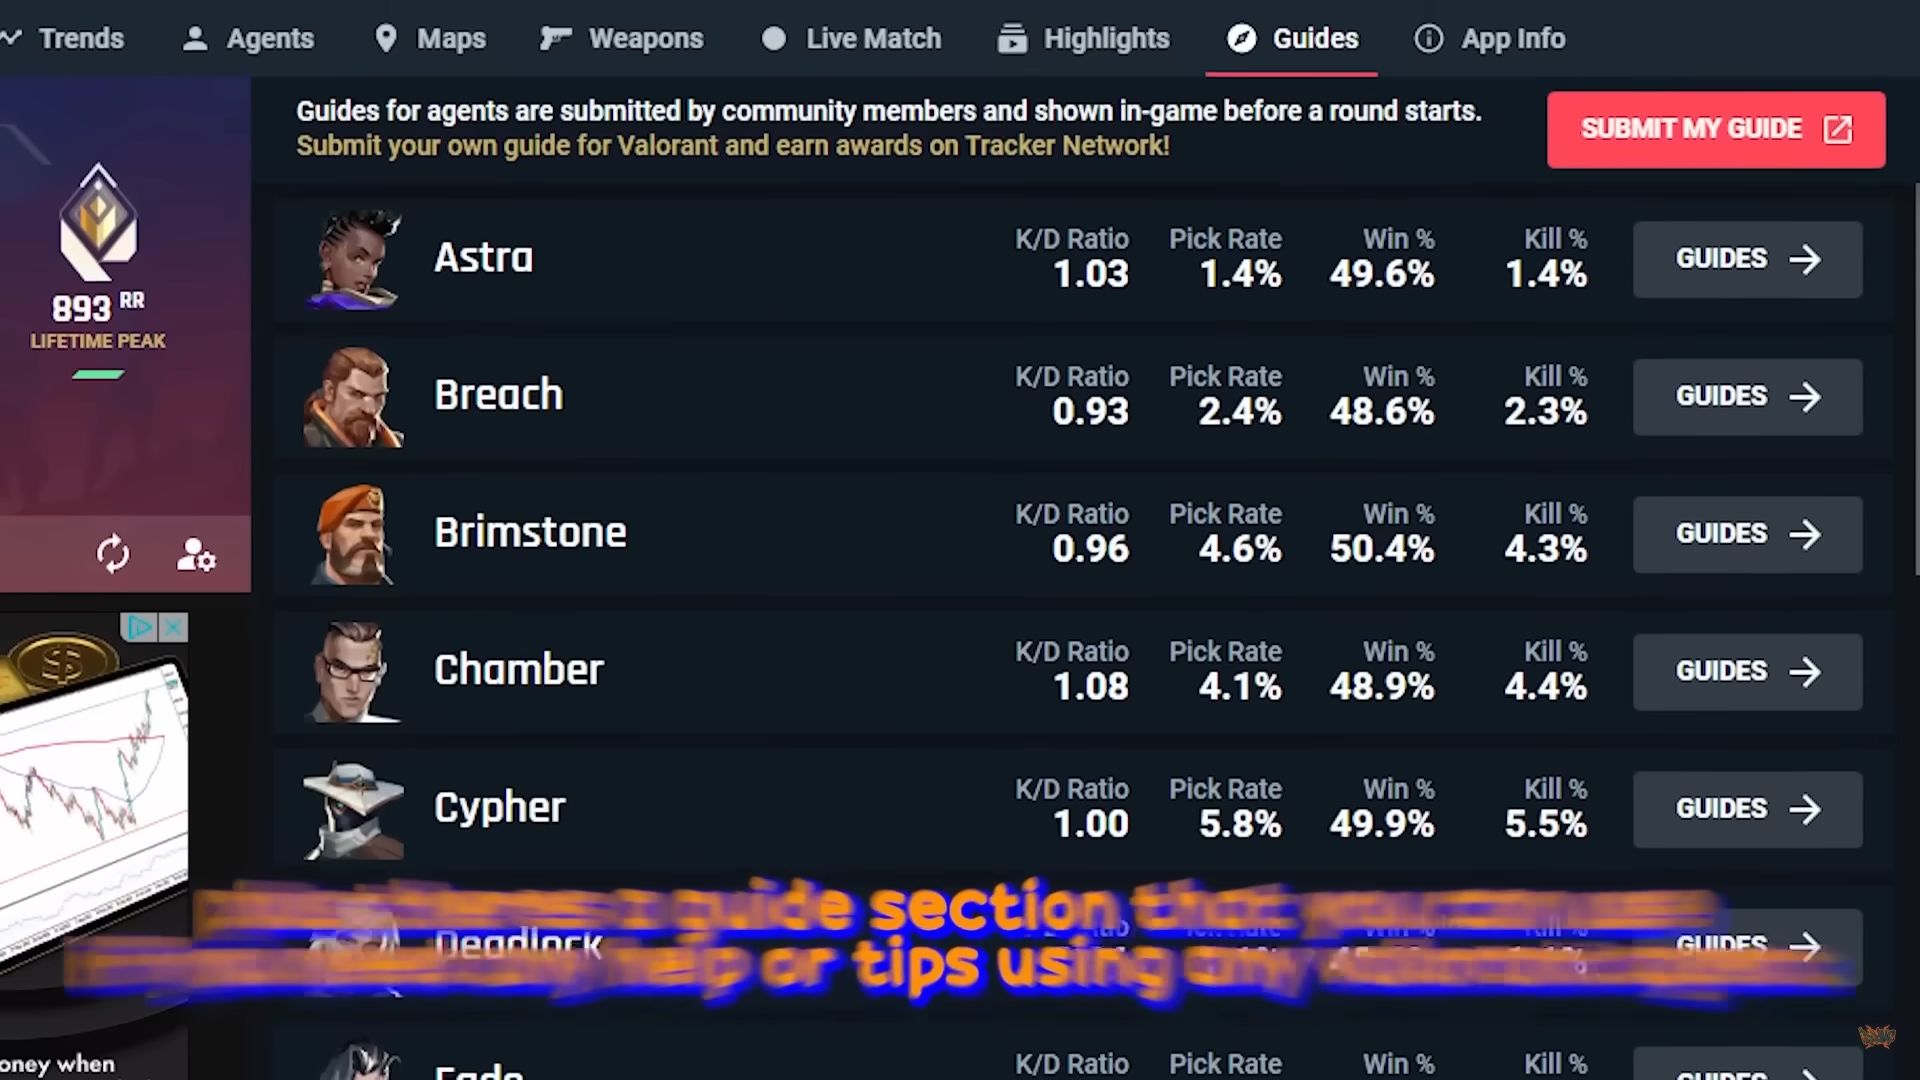 Trends Agents Maps Weapons Live Match Highlights Guides App Info
Guides for agents are submitted by community members and shown in-game before a round starts.
Submit your own guide for Valorant and earn awards on Tracker Network!
SUBMIT MY GUIDE
893 RR
LIFETIME PEAK
Astra
K/D Ratio Pick Rate Win % Kill %
1.03 1.4% 49.6% 1.4%
GUIDES
Breach
K/D Ratio Pick Rate Win % Kill %
0.93 2.4% 48.6% 2.3%
GUIDES
Brimstone
K/D Ratio Pick Rate Win % Kill %
0.96 4.6% 50.4% 4.3%
GUIDES
Chamber
K/D Ratio Pick Rate Win % Kill %
1.08 4.1% 48.9% 4.4%
GUIDES
Cypher
K/D Ratio Pick Rate Win % Kill %
1.00 5.8% 49.9% 5.5%
GUIDES
guide section that
Deadlock
GUIDES
help or tips using any
oney when
Fade
K/D Ratio Pick Rate Win % Kill %
GUIDES